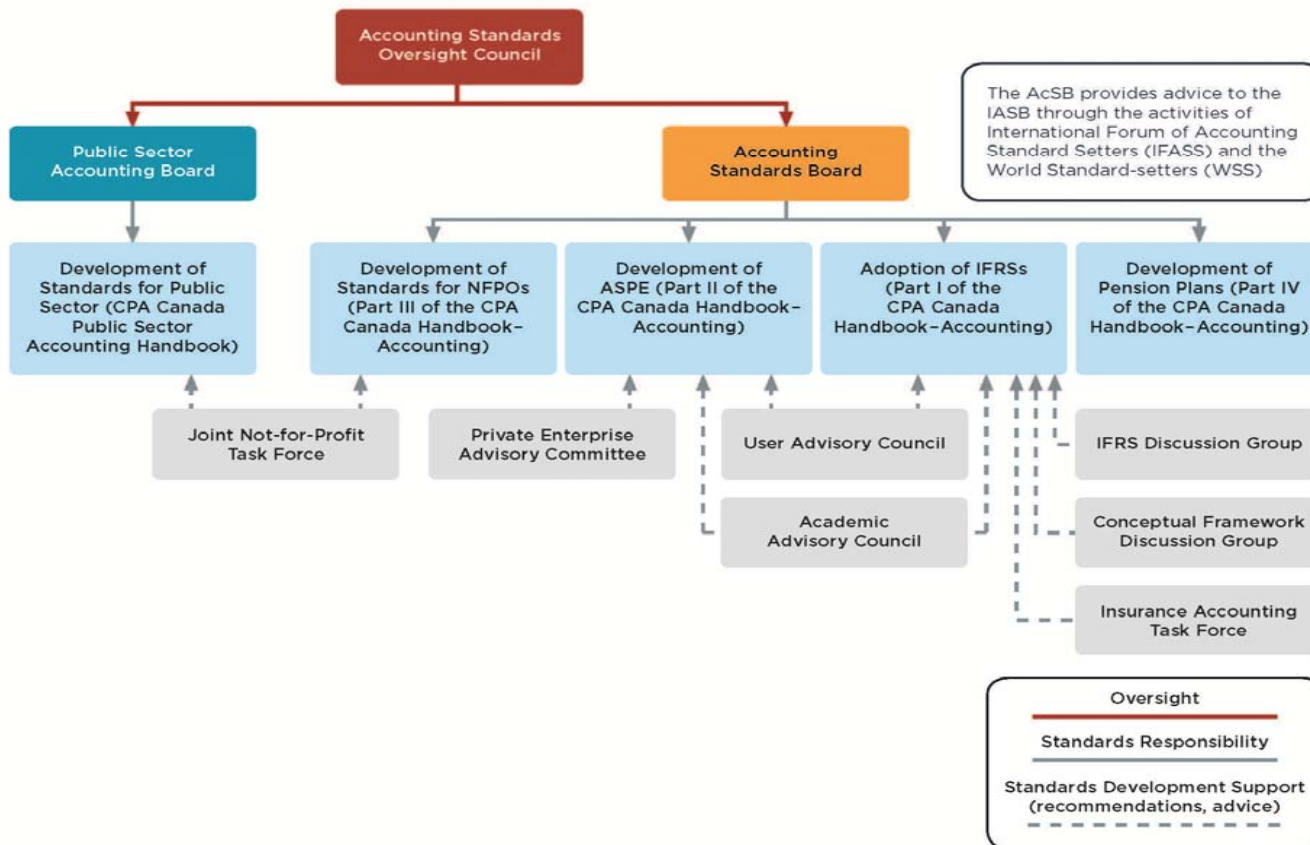 Accounting Standards
Oversight Council
The AcSB provides advice to the
IASB through the activities of
International Forum of Accounting
Standard Setters (IFASS) and the
World Standard-setters (WSS)
Public Sector
Accounting Board
Accounting
Standards Board
Development of
Standards for Public
Sector (CPA Canada
Public Sector
Accounting Handbook)
Development of
Standards for NFPOs
(Part III of the CPA
Canada Handbook–
Accounting)
Development of
ASPE (Part II of the
CPA Canada Handbook–
Accounting)
Adoption of IFRSs
(Part I of the
CPA Canada
Handbook–Accounting)
Development of
Pension Plans (Part IV
of the CPA Canada
Handbook–Accounting)
Joint Not-for-Profit
Task Force
Private Enterprise
Advisory Committee
User Advisory Council
IFRS Discussion Group
Academic
Advisory Council
Conceptual Framework
Discussion Group
Insurance Accounting
Task Force
Oversight
Standards Responsibility
Standards Development Support
(recommendations, advice)